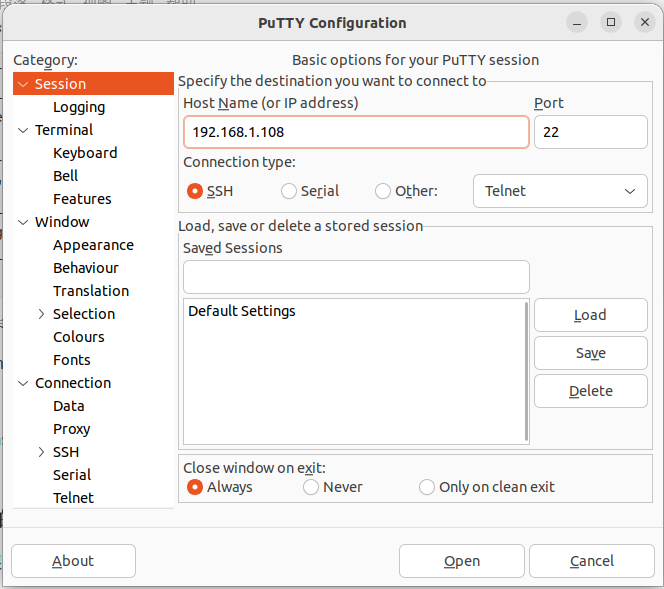 PuTTY Configuration
Category:
Session
Logging
Terminal
Keyboard
Bell
Features
Window
Appearance
Behaviour
Translation
Selection
Colours
Fonts
Connection
Data
Proxy
SSH
Serial
Telnet
Basic options for your PuTTY session
Specify the destination you want to connect to
Host Name (or IP address) Port
192.168.1.108 22
Connection type:
SSH Serial Other: Telnet
Load, save or delete a stored session
Saved Sessions
Default Settings
Load
Save
Delete
Close window on exit:
Always Never Only on clean exit
About Open Cancel